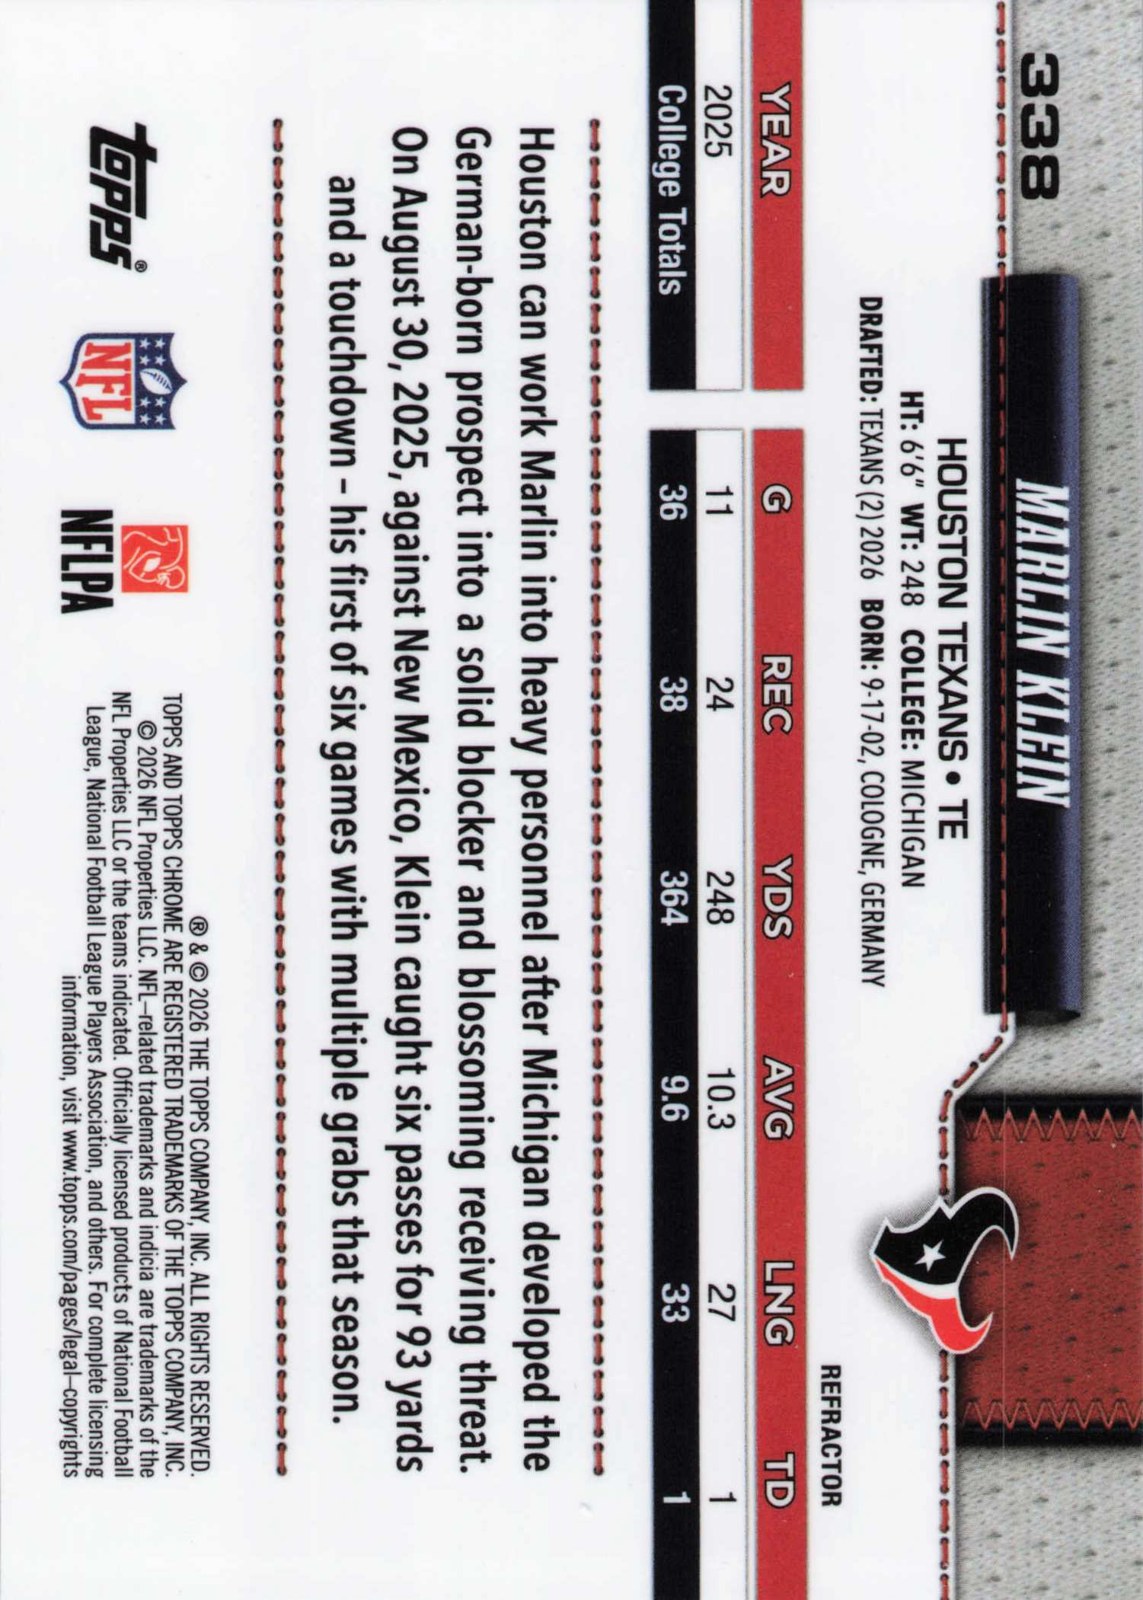 338
MARLIN KLEIN
HOUSTON TEXANS • TE
HT: 6'6" WT: 248 COLLEGE: MICHIGAN
DRAFTED: TEXANS (2) 2026 BORN: 9-17-02, COLOGNE, GERMANY
REFRACTOR
YEAR G REC YDS AVG LNG TD
2025 11 24 248 10.3 27 1
College Totals 36 38 364 9.6 33 1
Houston can work Marlin into heavy personnel after Michigan developed the
German-born prospect into a solid blocker and blossoming receiving threat.
On August 30, 2025, against New Mexico, Klein caught six passes for 93 yards
and a touchdown – his first of six games with multiple grabs that season.
topps®
NFL
NFLPA
® & © 2026 THE TOPPS COMPANY, INC. ALL RIGHTS RESERVED.
TOPPS AND TOPPS CHROME ARE REGISTERED TRADEMARKS OF THE TOPPS COMPANY, INC.
© 2026 NFL Properties LLC. NFL-related trademarks and indicia are trademarks of the
NFL Properties LLC or the teams indicated. Officially licensed products of National Football
League, National Football League Players Association, and others. For complete licensing
information, visit www.topps.com/pages/legal-copyrights